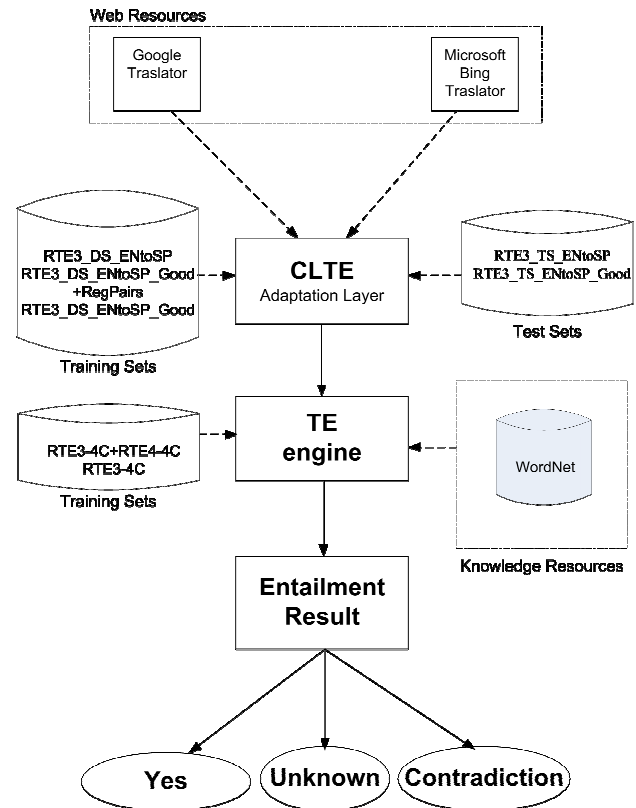 Web Resources
Google
Traslator
Microsoft
Bing
Traslator
RTE3_DS_ENtoSP
RTE3_DS_ENtoSP_Good
+RegPairs
RTE3_DS_ENtoSP_Good
Training Sets
CLTE
Adaptation Layer
RTE3_TS_ENtoSP
RTE3_TS_ENtoSP_Good
Test Sets
RTE3-4C+RTE4-4C
RTE3-4C
Training Sets
TE
engine
WordNet
Knowledge Resources
Entailment
Result
Yes
Unknown
Contradiction